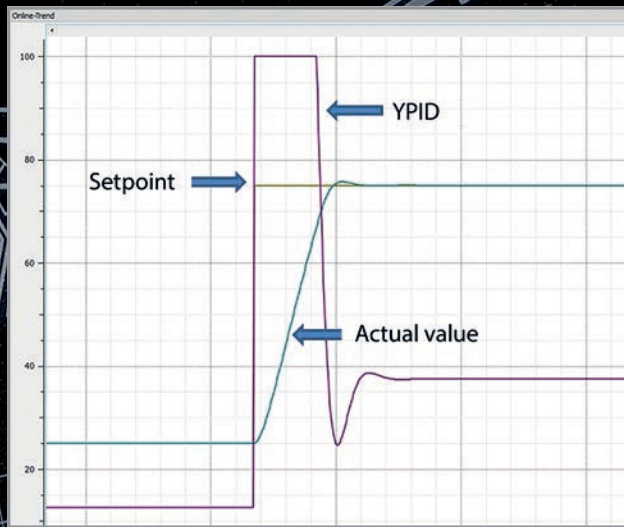 Online-Trend
100
YPID
80
Setpoint
60
Actual value
40
20